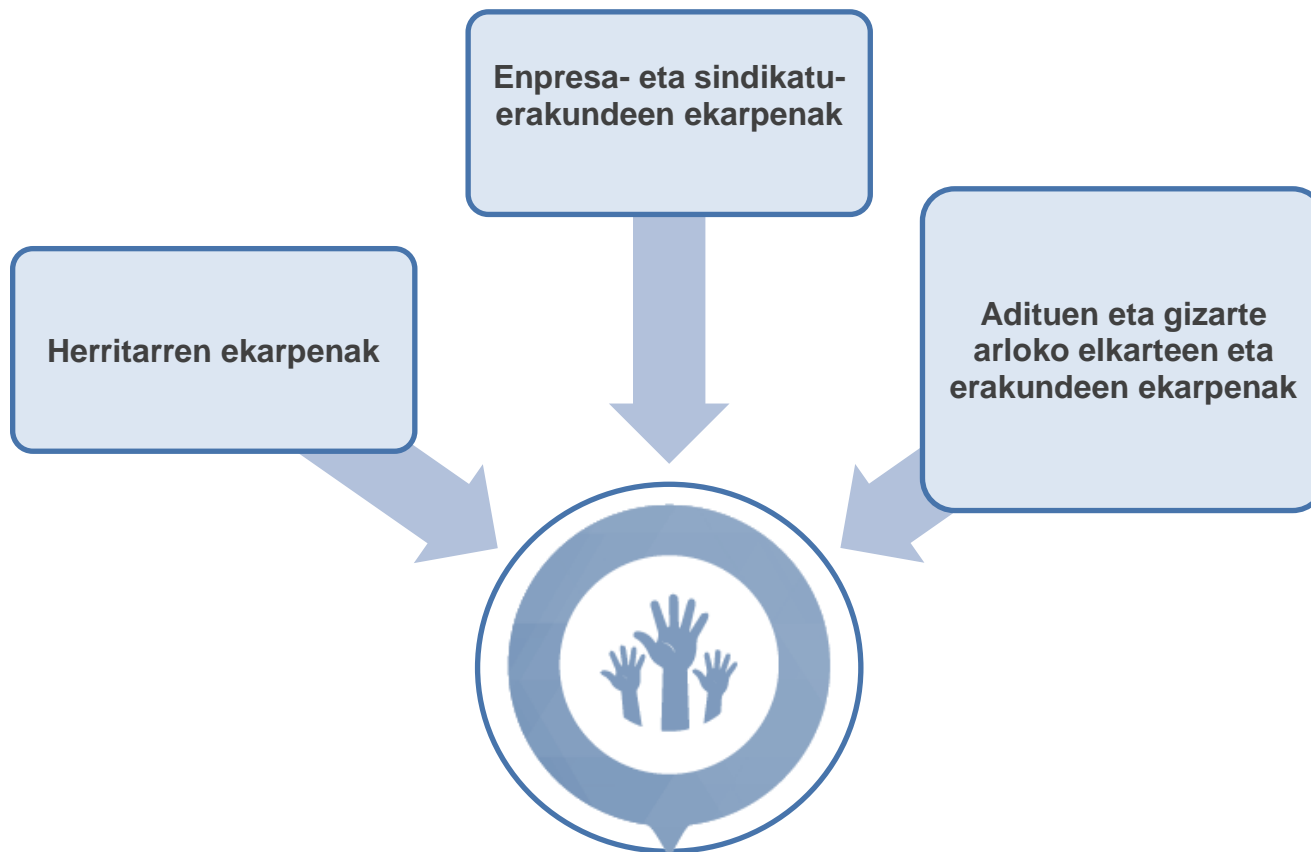 Enpresa- eta sindikatu-
erakundeen ekarpenak
Herritarren ekarpenak
Adituen eta gizarte
arloko elkarteen eta
erakundeen ekarpenak